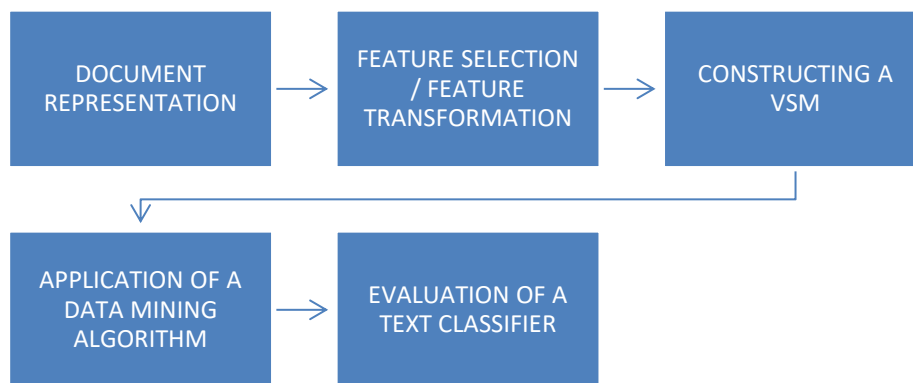 DOCUMENT
REPRESENTATION
FEATURE SELECTION
/ FEATURE
TRANSFORMATION
CONSTRUCTING A
VSM
APPLICATION OF A
DATA MINING
ALGORITHM
EVALUATION OF A
TEXT CLASSIFIER